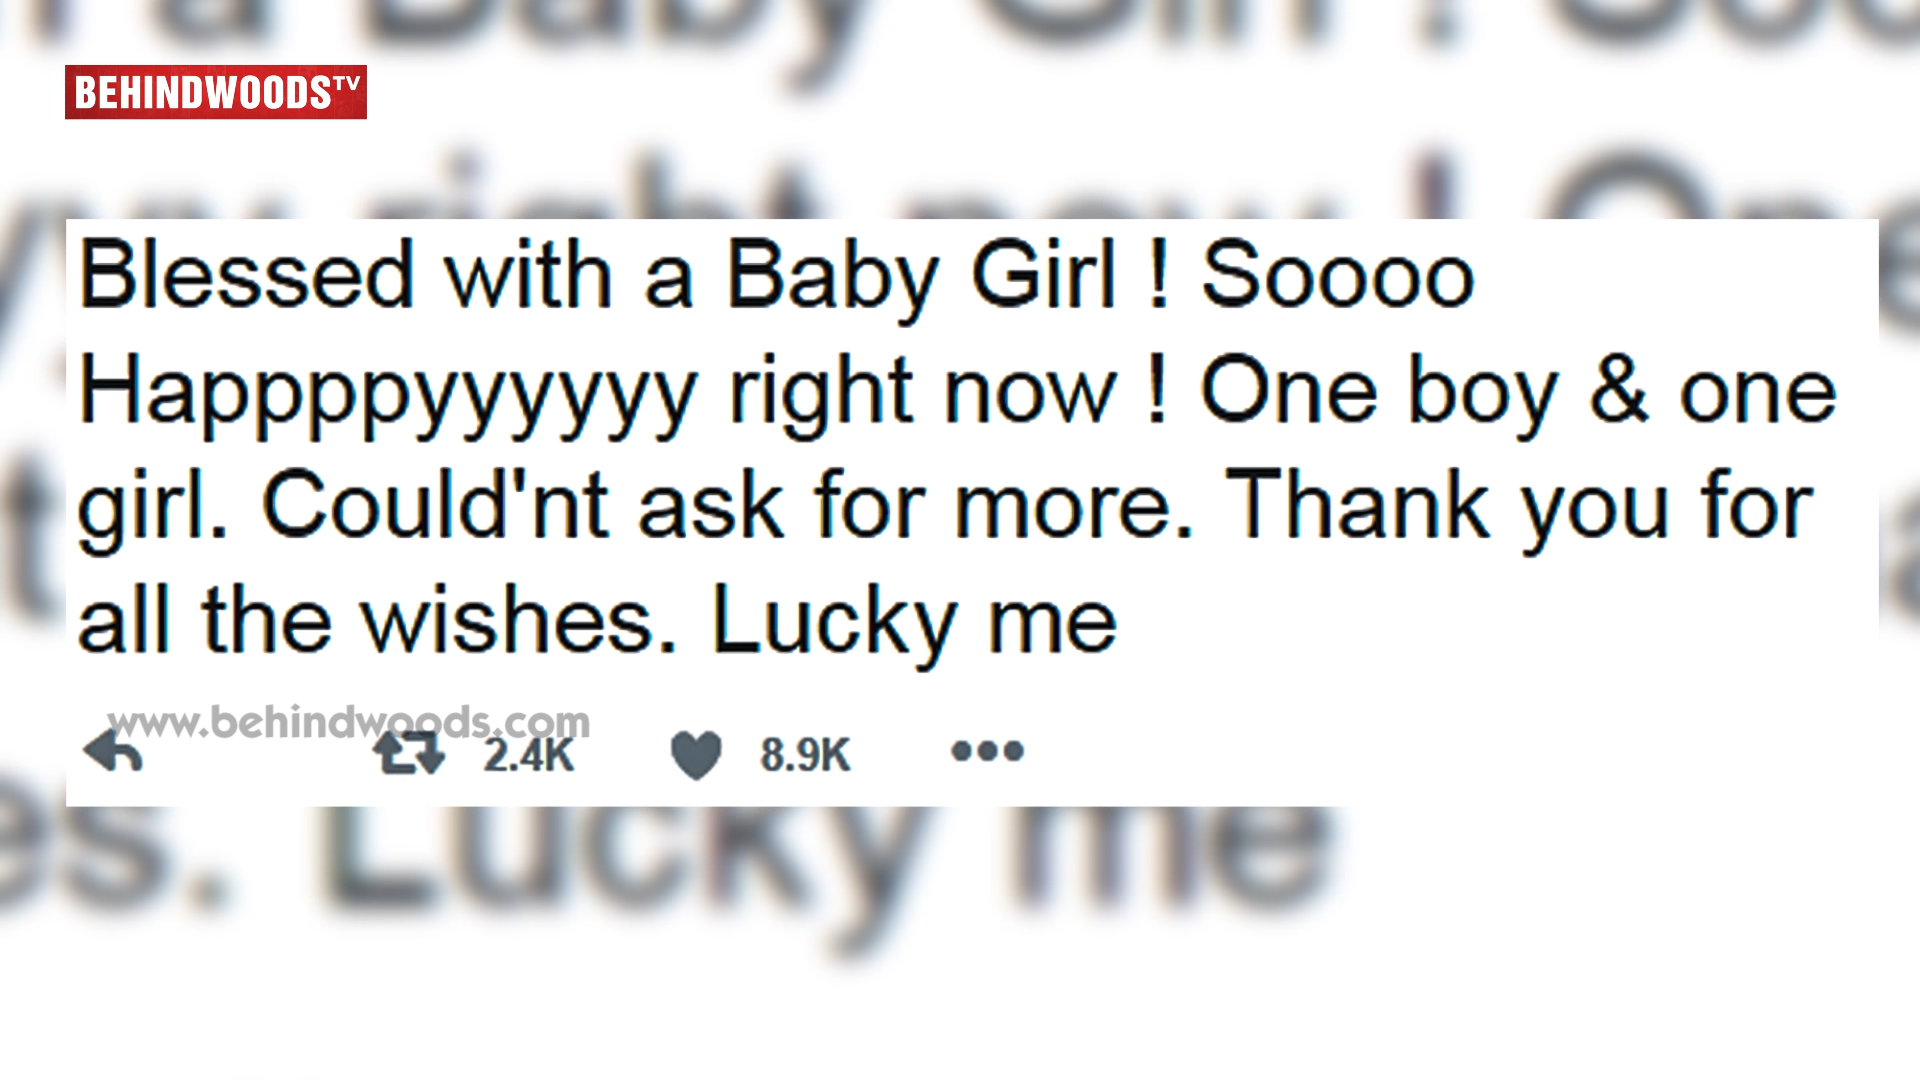 BEHINDWOODSTV
Blessed with a Baby Girl ! Soooo
Happppyyyyyy right now ! One boy & one
girl. Could'nt ask for more. Thank you for
all the wishes. Lucky me
www.behindwoods.com
2.4K 8.9K